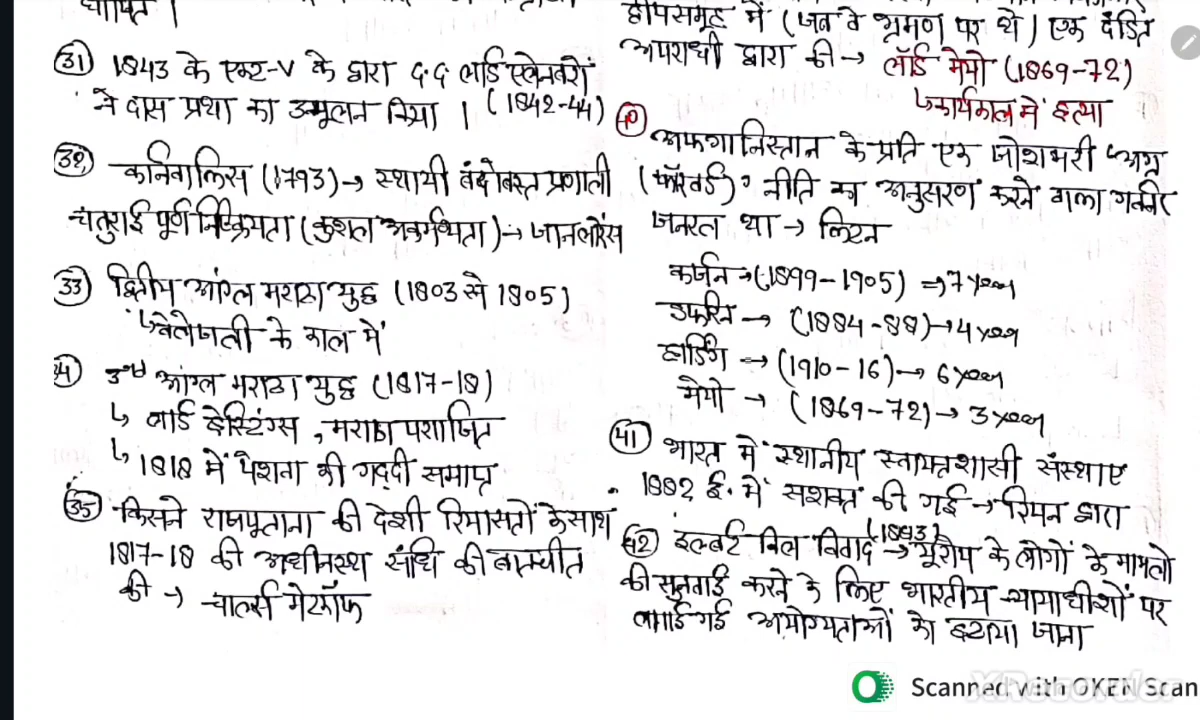 (31) 1843 के एक्ट-V के द्वारा द.द लार्ड एलेनबरो
ने दास प्रथा का उन्मूलन किया । (1842-44)
(32) कार्नवालिस (1793)→ स्थायी बंदोबस्त प्रणाली
चतुराई पूर्ण निष्क्रियता (कुशल अकर्मण्यता)→ जान लॉरेंस
(33) द्वितीय आंग्ल मराठा युद्ध (1803 से 1805)
↳ वेलेजली के काल में
3rd आंग्ल मराठा युद्ध (1817-18)
↳ लार्ड हेस्टिंग्स, मराठा पराजित
↳ 1818 में पेशवा की गद्दी समाप्त
(35) किसने राजपूताना की देशी रियासतों के साथ
1817-18 की अधीनस्थ संधि की बातचीत
की → चार्ल्स मेटकॉफ
द्वीपसमूह में (जब वे भ्रमण पर थे) एक दंडित
अपराधी द्वारा की → लॉर्ड मेयो (1869-72)
↳ कार्यकाल में हत्या
(40) अफगानिस्तान के प्रति एक जोशभरी "अग्र
(फॉरवर्ड)" नीति का अनुसरण करने वाला गवर्नर
जनरल था → लिटन
कर्जन → (1899-1905) ⇒ 7 year
डफरिन → (1884-88) → 4 year
हार्डिंग → (1910-16) → 6 year
मेयो → (1869-72) → 3 year
(41) भारत में स्थानीय स्वायत्तशासी संस्थाए
1882 ई. में सशक्त की गई → रिपन द्वारा
(42) इल्बर्ट बिल विवाद (1883) → यूरोप के लोगों के मामलो
की सुनवाई करने के लिए भारतीय न्यायाधीशों पर
लगाई गई अयोग्यताओं को हटाया जाना
Scanned with OKEN Scan
XRecorder